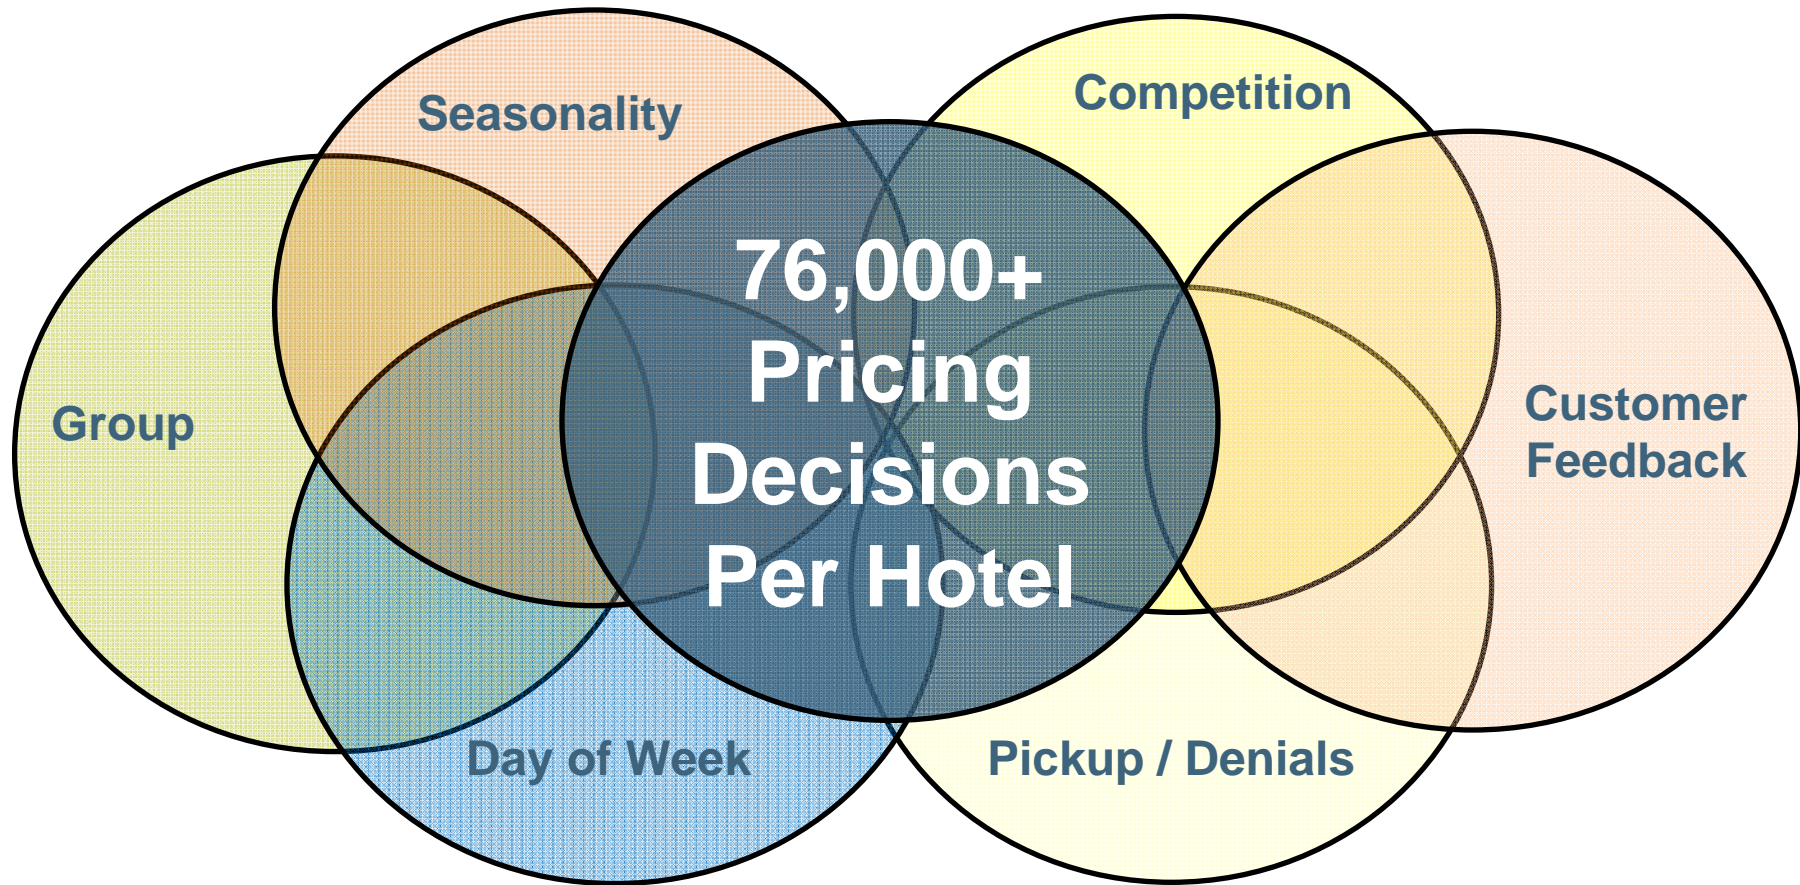 Seasonality
Competition
Group
76,000+
Pricing
Decisions
Per Hotel
Customer
Feedback
Day of Week
Pickup / Denials